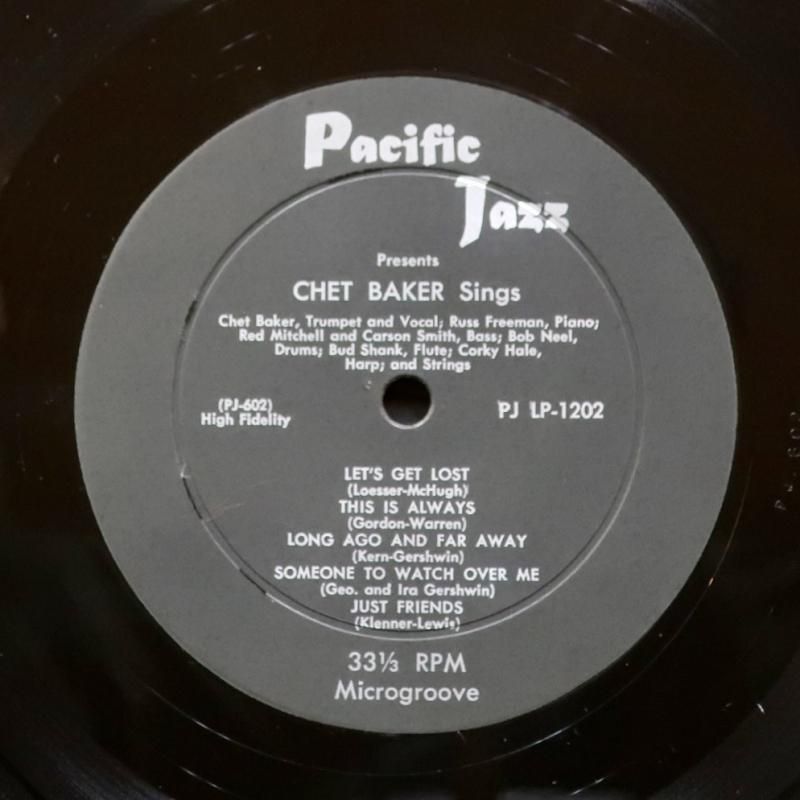 Pacific
Jazz
Presents
CHET BAKER Sings
Chet Baker, Trumpet and Vocal; Russ Freeman, Piano;
Red Mitchell and Carson Smith, Bass; Bob Neel,
Drums; Bud Shank, Flute; Corky Hale,
Harp; and Strings
(PJ-602)
High Fidelity
PJ LP-1202
LET'S GET LOST
(Loesser-McHugh)
THIS IS ALWAYS
(Gordon-Warren)
LONG AGO AND FAR AWAY
(Kern-Gershwin)
SOMEONE TO WATCH OVER ME
(Geo. and Ira Gershwin)
JUST FRIENDS
(Klenner-Lewis)
33⅓ RPM
Microgroove